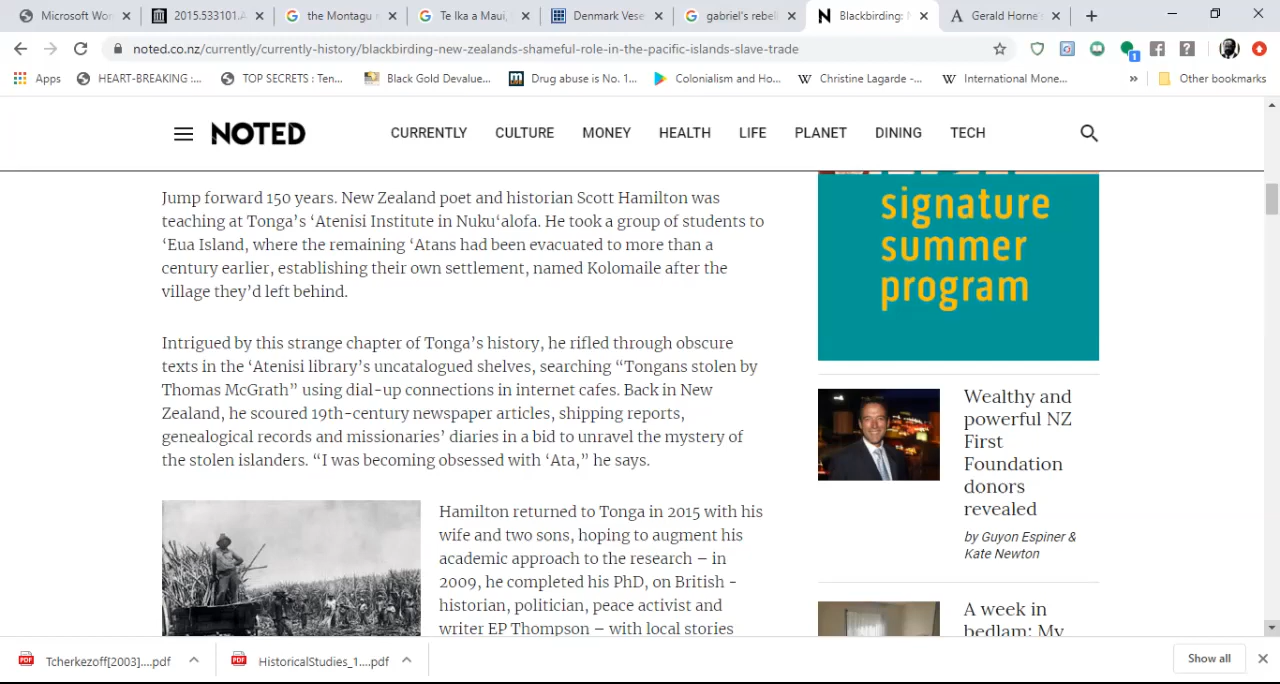 Microsoft Wor
2015.533101.
the Montagu
Te Ika a Maui,
Denmark Vese
gabriel's rebel
Blackbirding: N
Gerald Horne's
noted.co.nz/currently/currently-history/blackbirding-new-zealands-shameful-role-in-the-pacific-islands-slave-trade
1
Apps
HEART-BREAKING :...
TOP SECRETS : Ten...
Black Gold Devalue...
Drug abuse is No. 1...
Colonialism and Ho...
Christine Lagarde -...
International Mone...
»
Other bookmarks
NOTED
CURRENTLY
CULTURE
MONEY
HEALTH
LIFE
PLANET
DINING
TECH
Jump forward 150 years. New Zealand poet and historian Scott Hamilton was
teaching at Tonga's ‘Atenisi Institute in Nuku‘alofa. He took a group of students to
‘Eua Island, where the remaining ‘Atans had been evacuated to more than a
century earlier, establishing their own settlement, named Kolomaile after the
village they'd left behind.
Intrigued by this strange chapter of Tonga's history, he rifled through obscure
texts in the ‘Atenisi library's uncatalogued shelves, searching “Tongans stolen by
Thomas McGrath” using dial-up connections in internet cafes. Back in New
Zealand, he scoured 19th-century newspaper articles, shipping reports,
genealogical records and missionaries' diaries in a bid to unravel the mystery of
the stolen islanders. “I was becoming obsessed with ‘Ata,” he says.
Hamilton returned to Tonga in 2015 with his
wife and two sons, hoping to augment his
academic approach to the research – in
2009, he completed his PhD, on British -
historian, politician, peace activist and
writer EP Thompson – with local stories
signature
summer
program
Wealthy and
powerful NZ
First
Foundation
donors
revealed
by Guyon Espiner &
Kate Newton
A week in
bedlam: My
Tcherkezoff[2003]....pdf
HistoricalStudies_1....pdf
Show all